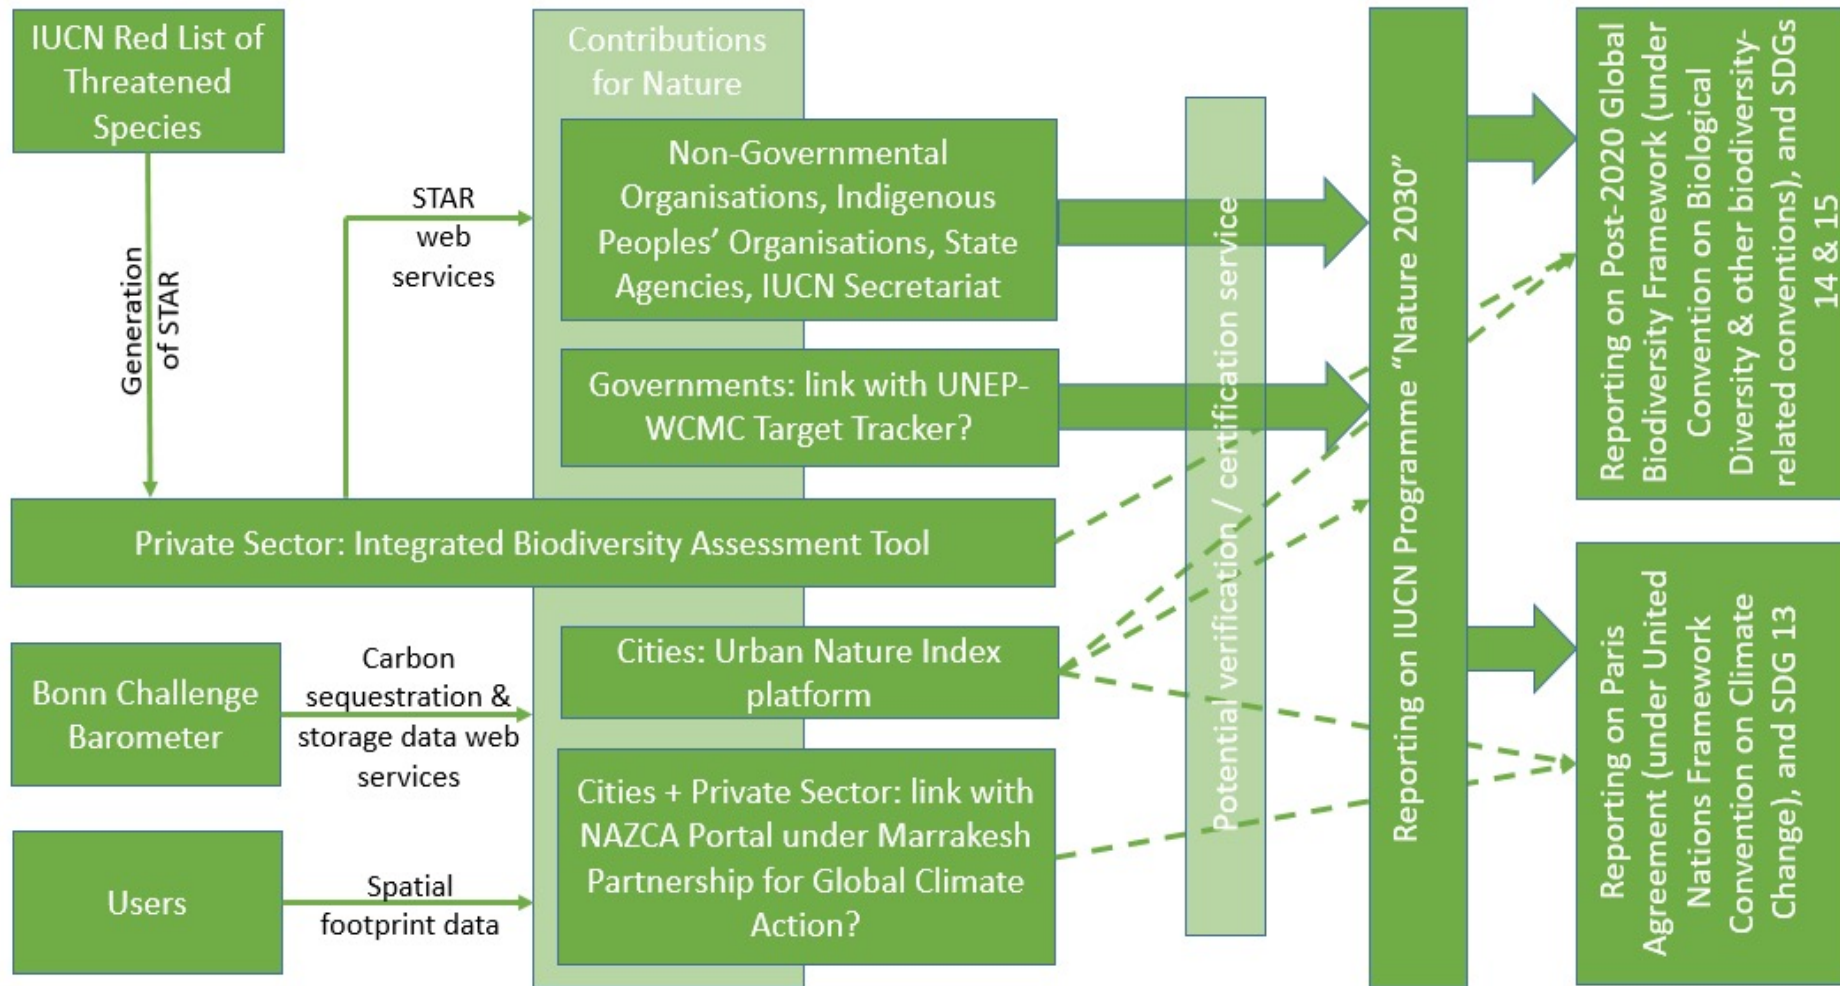 IUCN Red List of
Threatened
Species
Generation
of STAR
STAR
web
services
Contributions
for Nature
Non-Governmental
Organisations, Indigenous
Peoples’ Organisations, State
Agencies, IUCN Secretariat
Governments: link with UNEP-
WCMC Target Tracker?
Private Sector: Integrated Biodiversity Assessment Tool
Bonn Challenge
Barometer
Carbon
sequestration &
storage data web
services
Cities: Urban Nature Index
platform
Cities + Private Sector: link with
NAZCA Portal under Marrakesh
Partnership for Global Climate
Action?
Users
Spatial
footprint data
Potential verification / certification service
Reporting on IUCN Programme “Nature 2030”
Reporting on Post-2020 Global
Biodiversity Framework (under
Convention on Biological
Diversity & other biodiversity-
related conventions), and SDGs
14 & 15
Reporting on Paris
Agreement (under United
Nations Framework
Convention on Climate
Change), and SDG 13